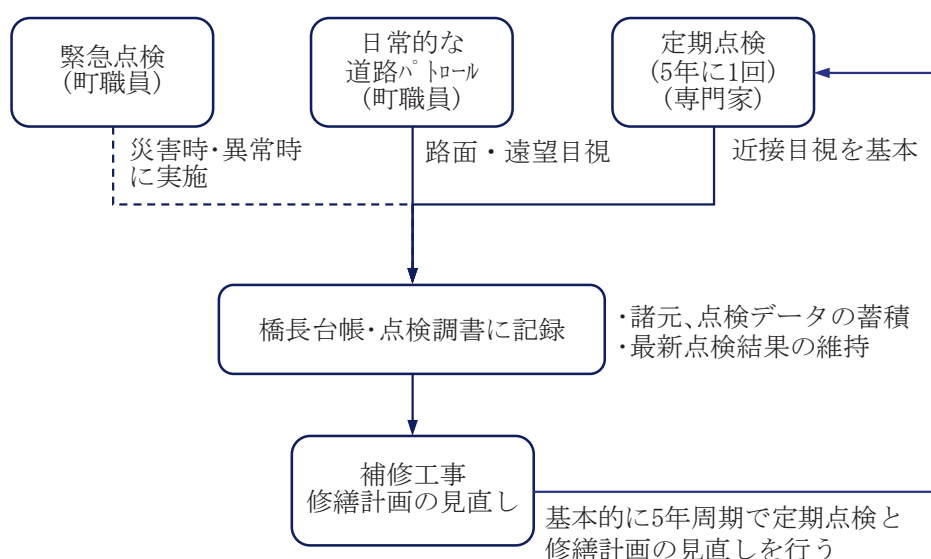 緊急点検
(町職員)
日常的な
道路ﾊﾟﾄﾛｰﾙ
(町職員)
定期点検
(5年に1回)
(専門家)
災害時･異常時
に実施
路面・遠望目視
近接目視を基本
橋長台帳･点検調書に記録
･諸元､点検データの蓄積
･最新点検結果の維持
補修工事
修繕計画の見直し
基本的に5年周期で定期点検と
修繕計画の見直しを行う